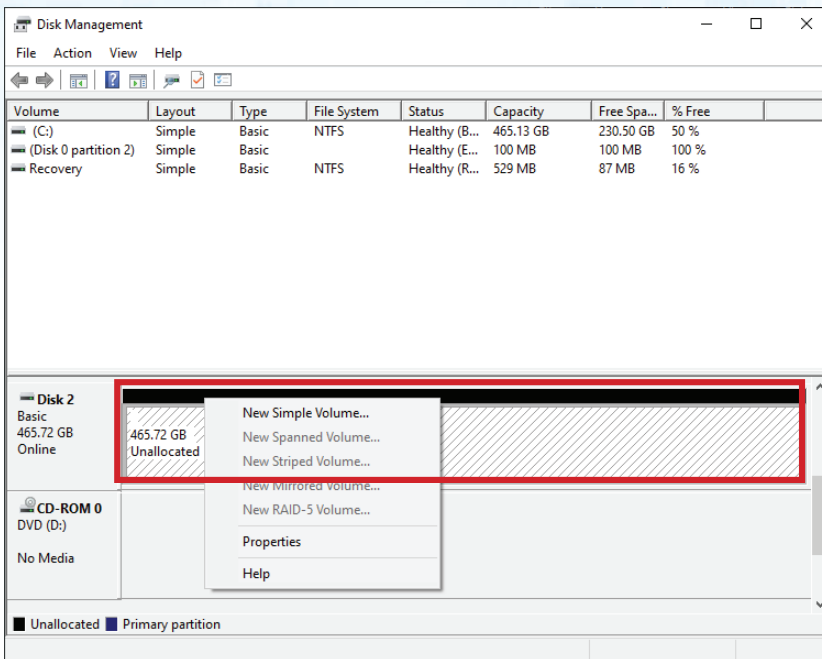 Disk Management
File Action View Help
Volume Layout Type File System Status Capacity Free Spa... % Free
(C:) Simple Basic NTFS Healthy (B... 465.13 GB 230.50 GB 50 %
(Disk 0 partition 2) Simple Basic Healthy (E... 100 MB 100 MB 100 %
Recovery Simple Basic NTFS Healthy (R... 529 MB 87 MB 16 %
Disk 2
Basic
465.72 GB
Online
465.72 GB
Unallocated
New Simple Volume...
New Spanned Volume...
New Striped Volume...
New Mirrored Volume...
New RAID-5 Volume...
Properties
Help
CD-ROM 0
DVD (D:)
No Media
Unallocated Primary partition